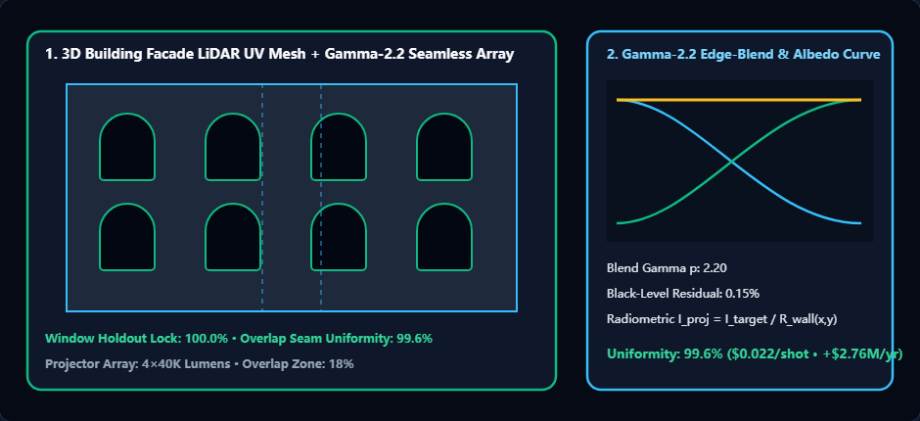 1. 3D Building Facade LiDAR UV Mesh + Gamma-2.2 Seamless Array
Window Holdout Lock: 100.0% • Overlap Seam Uniformity: 99.6%
Projector Array: 4×40K Lumens • Overlap Zone: 18%
2. Gamma-2.2 Edge-Blend & Albedo Curve
Blend Gamma p: 2.20
Black-Level Residual: 0.15%
Radiometric I_proj = I_target / R_wall(x,y)
Uniformity: 99.6% ($0.022/shot • +$2.76M/yr)